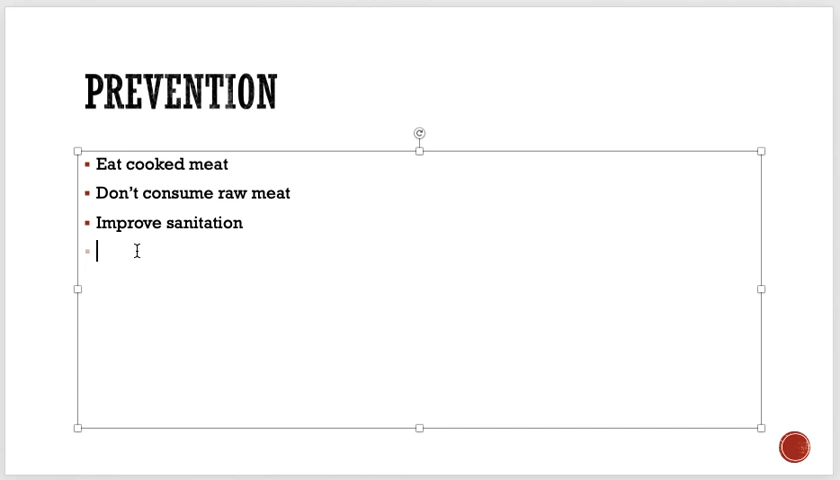 PREVENTION
Eat cooked meat
Don’t consume raw meat
Improve sanitation